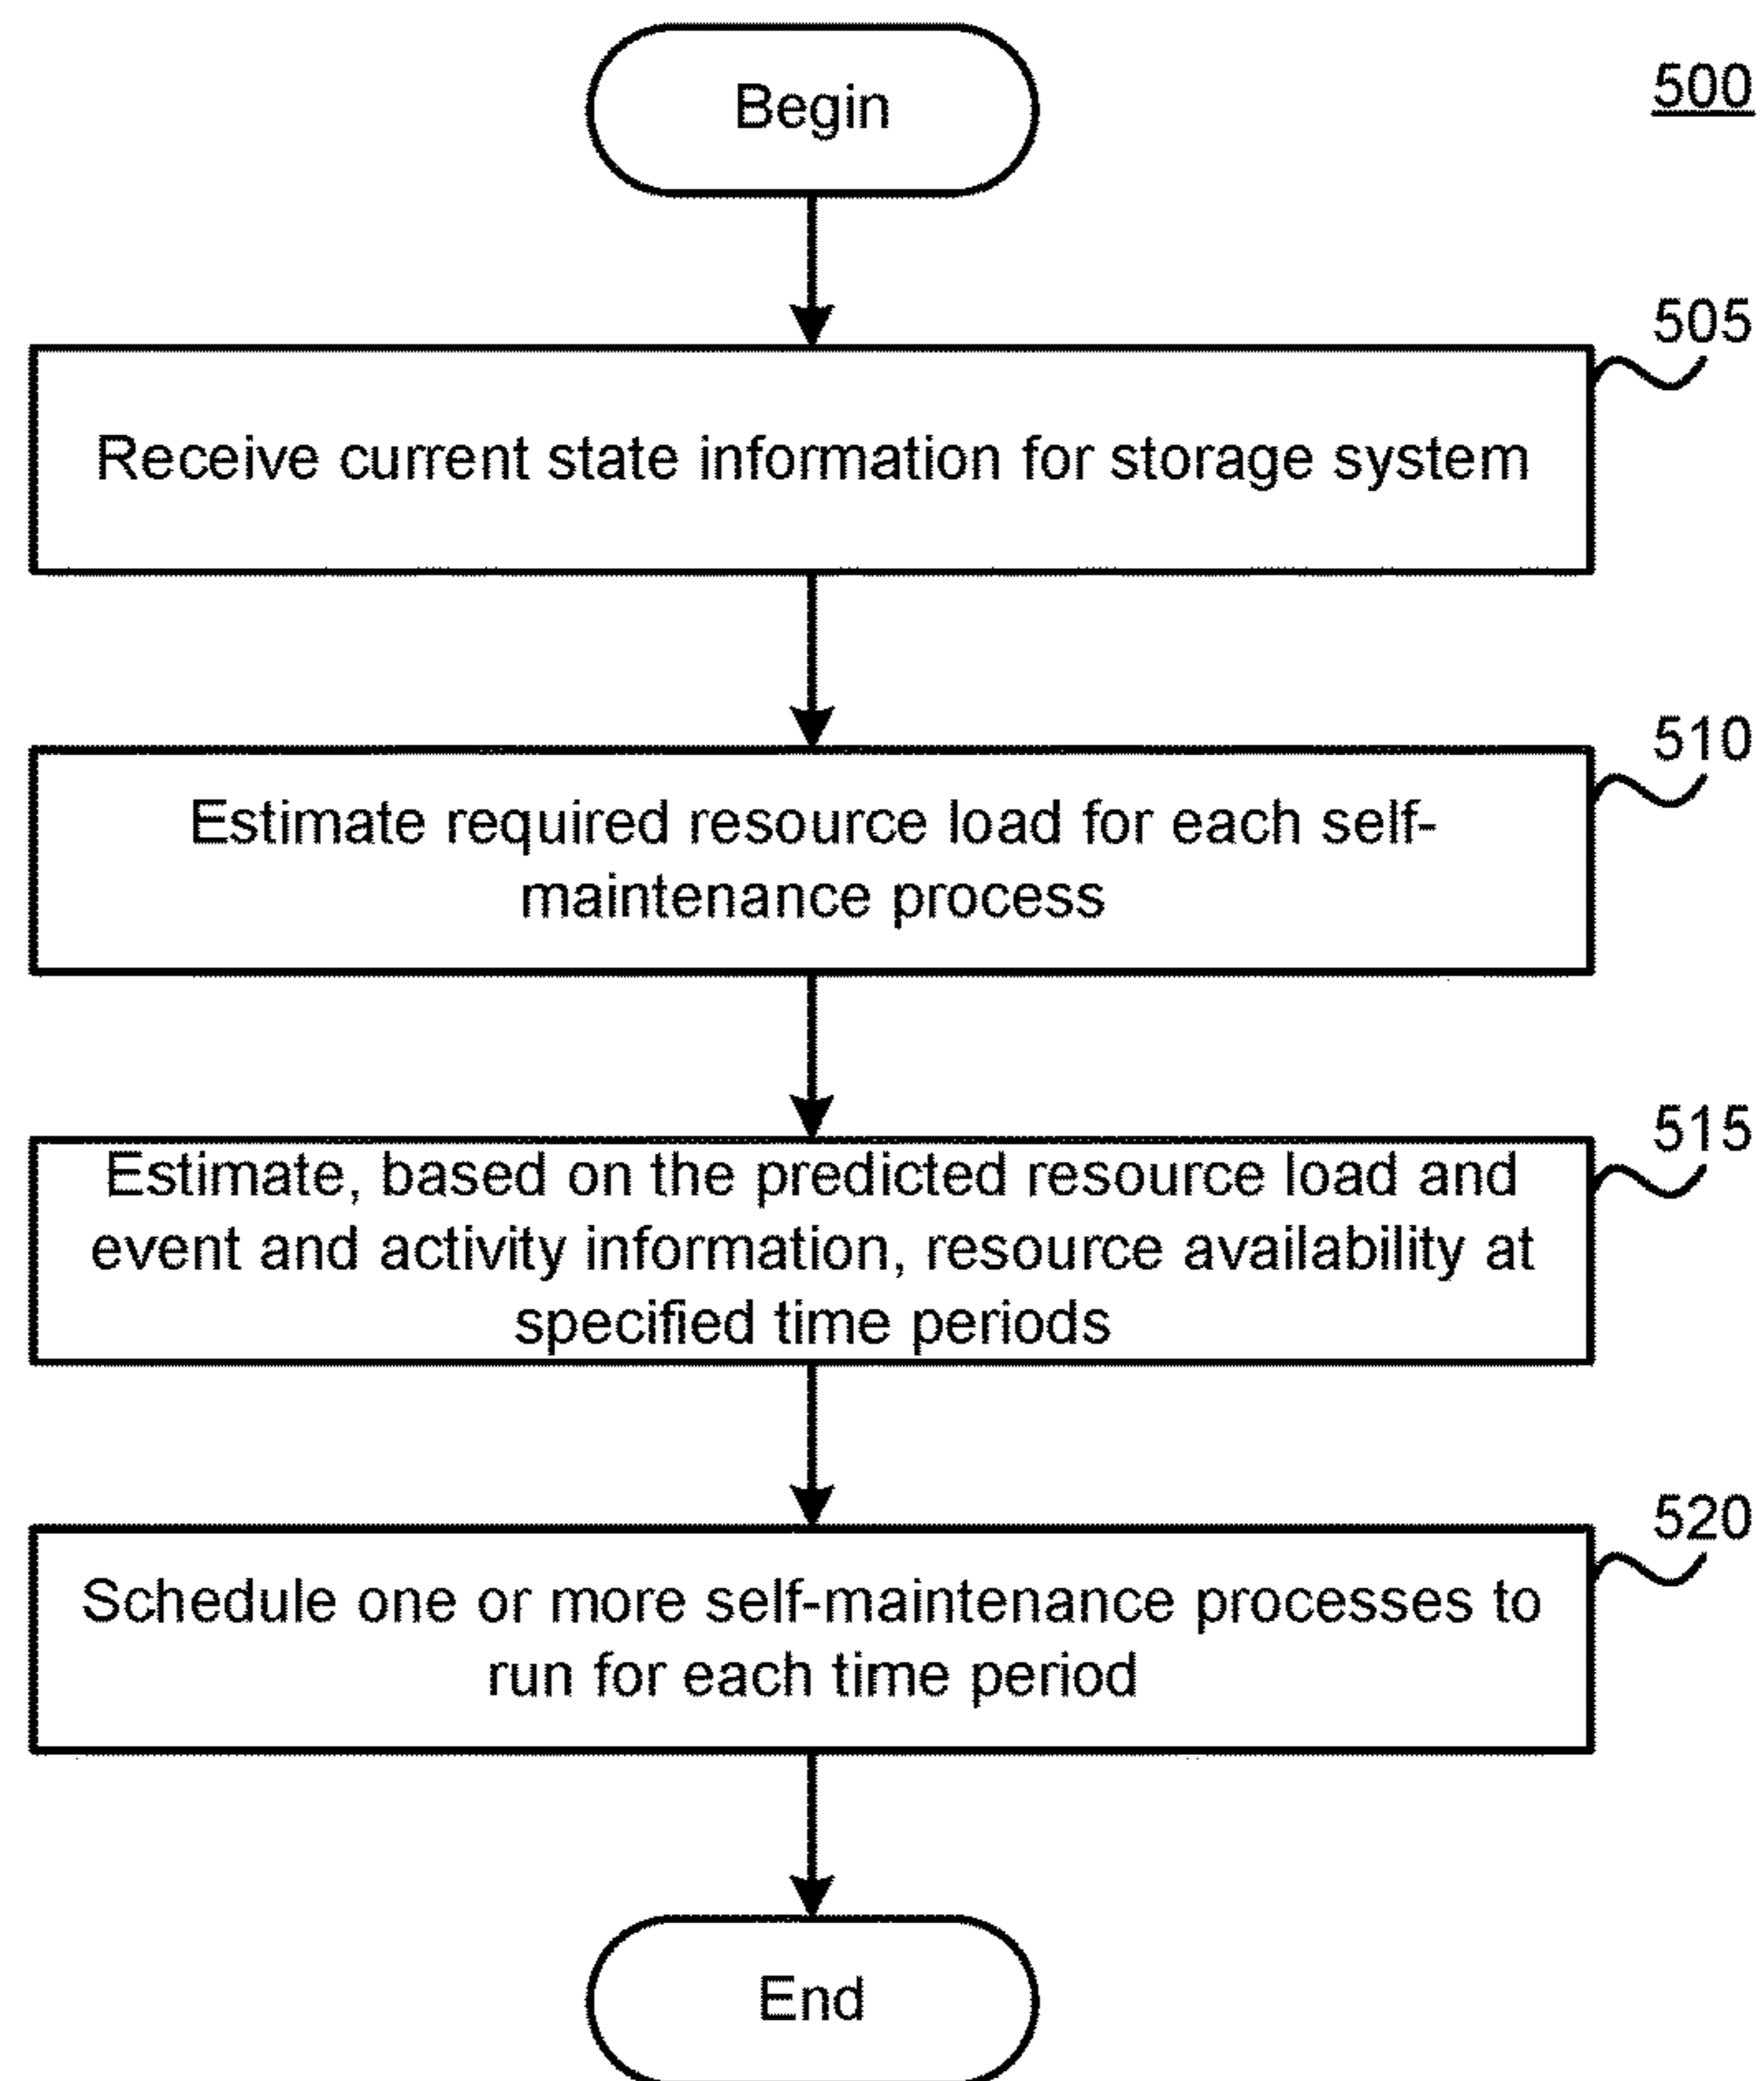 Begin
500
505
Receive current state information for storage system
510
Estimate required resource load for each self-
maintenance process
515
Estimate, based on the predicted resource load and
event and activity information, resource availability at
specified time periods
520
Schedule one or more self-maintenance processes to
run for each time period
End